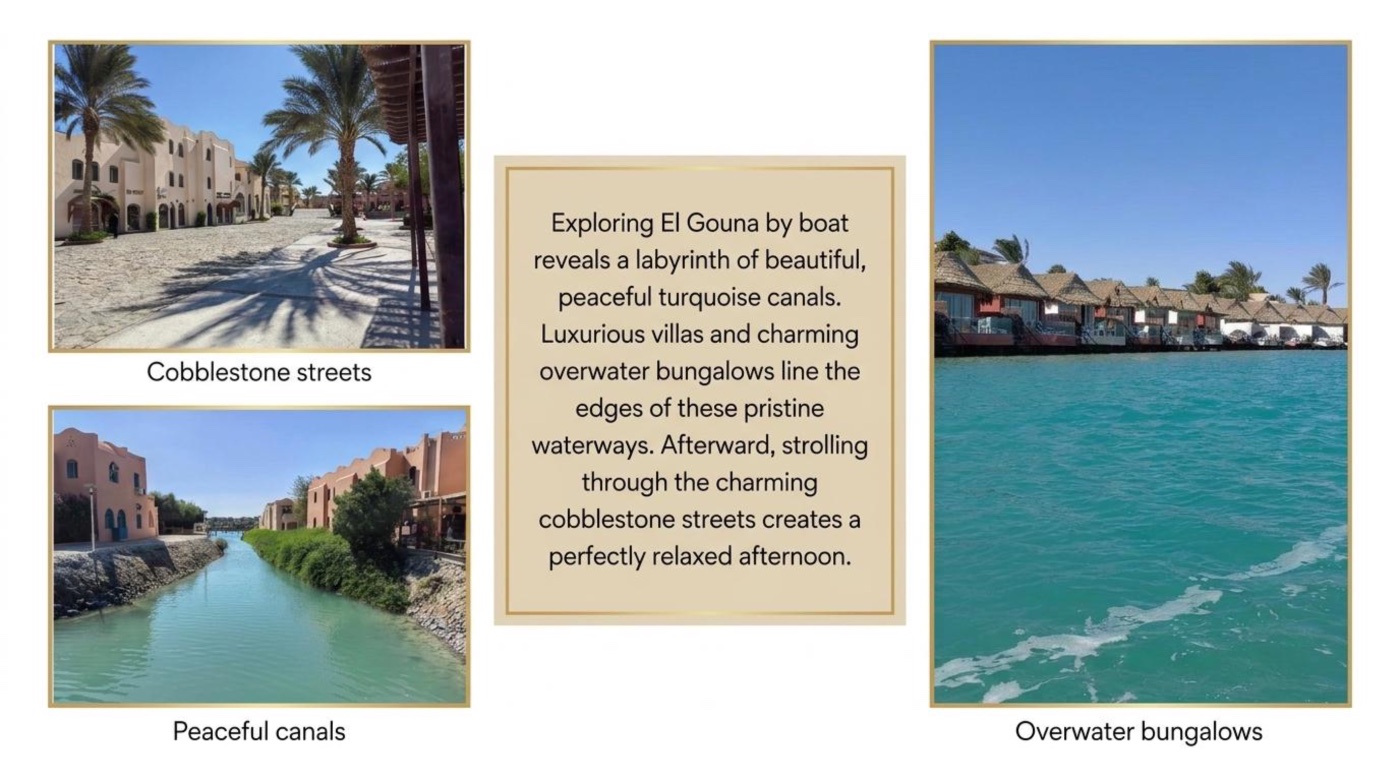 Cobblestone streets
Peaceful canals
Exploring El Gouna by boat
reveals a labyrinth of beautiful,
peaceful turquoise canals.
Luxurious villas and charming
overwater bungalows line the
edges of these pristine
waterways. Afterward, strolling
through the charming
cobblestone streets creates a
perfectly relaxed afternoon.
Overwater bungalows